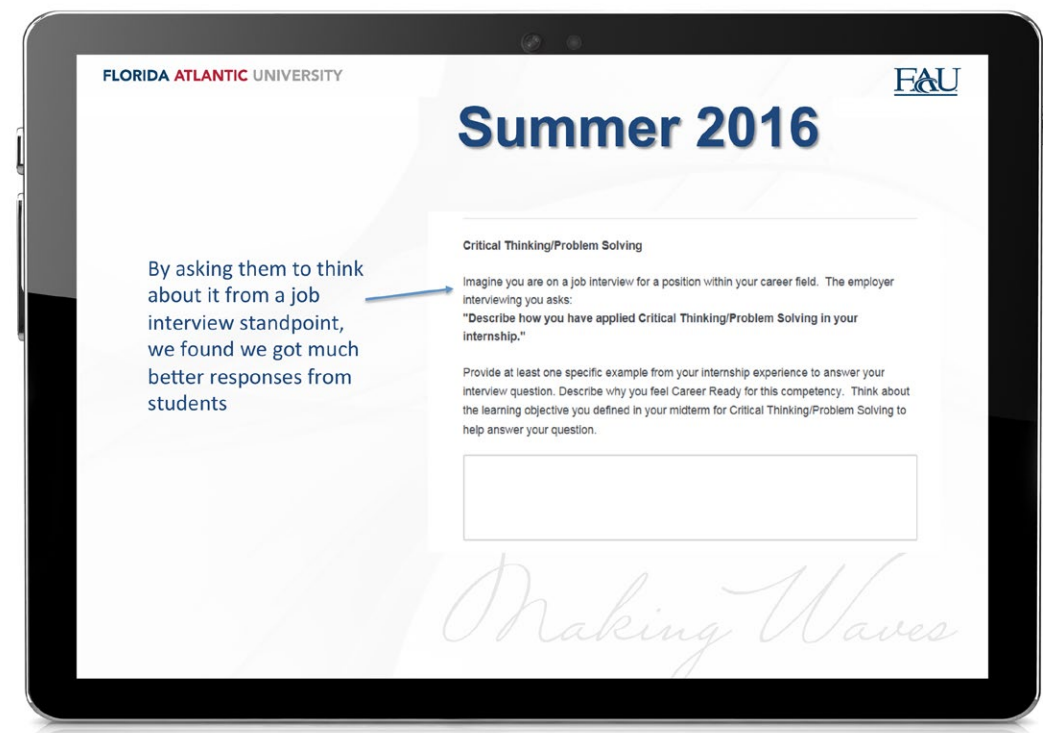 FLORIDA ATLANTIC UNIVERSITY
FAU
Summer 2016
By asking them to think
about it from a job
interview standpoint,
we found we got much
better responses from
students
Critical Thinking/Problem Solving
Imagine you are on a job interview for a position within your career field. The employer
interviewing you asks:
"Describe how you have applied Critical Thinking/Problem Solving in your
internship."
Provide at least one specific example from your internship experience to answer your
interview question. Describe why you feel Career Ready for this competency. Think about
the learning objective you defined in your midterm for Critical Thinking/Problem Solving to
help answer your question.
Making Waves